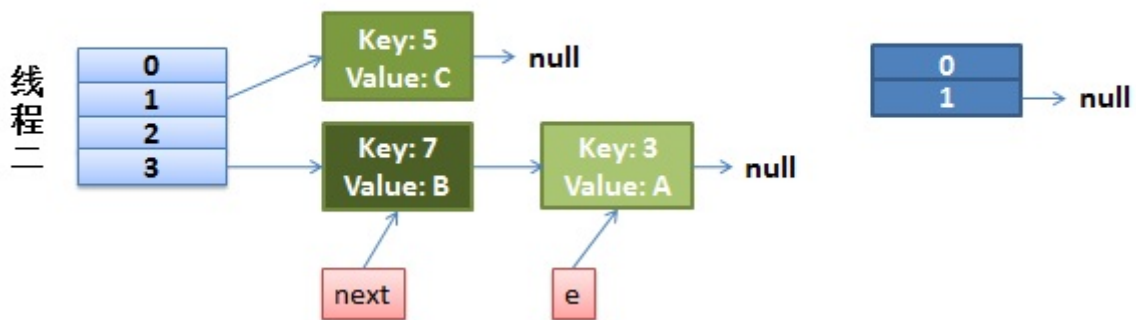 线程二
0
1
2
3
Key: 5
Value: C
null
Key: 7
Value: B
Key: 3
Value: A
null
next
e
0
1
null